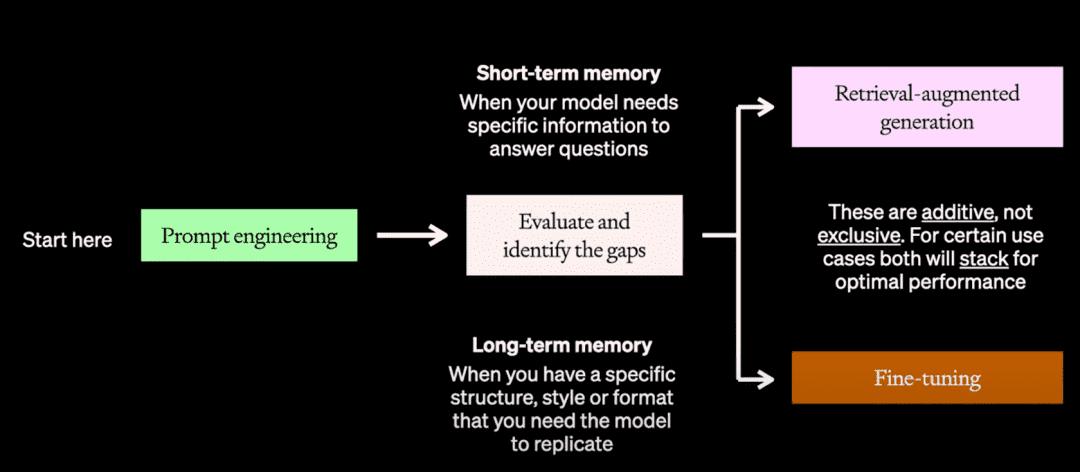 Start here
Prompt engineering
Short-term memory
When your model needs
specific information to
answer questions
Evaluate and
identify the gaps
Long-term memory
When you have a specific
structure, style or format
that you need the model
to replicate
Retrieval-augmented
generation
These are additive, not
exclusive. For certain use
cases both will stack for
optimal performance
Fine-tuning